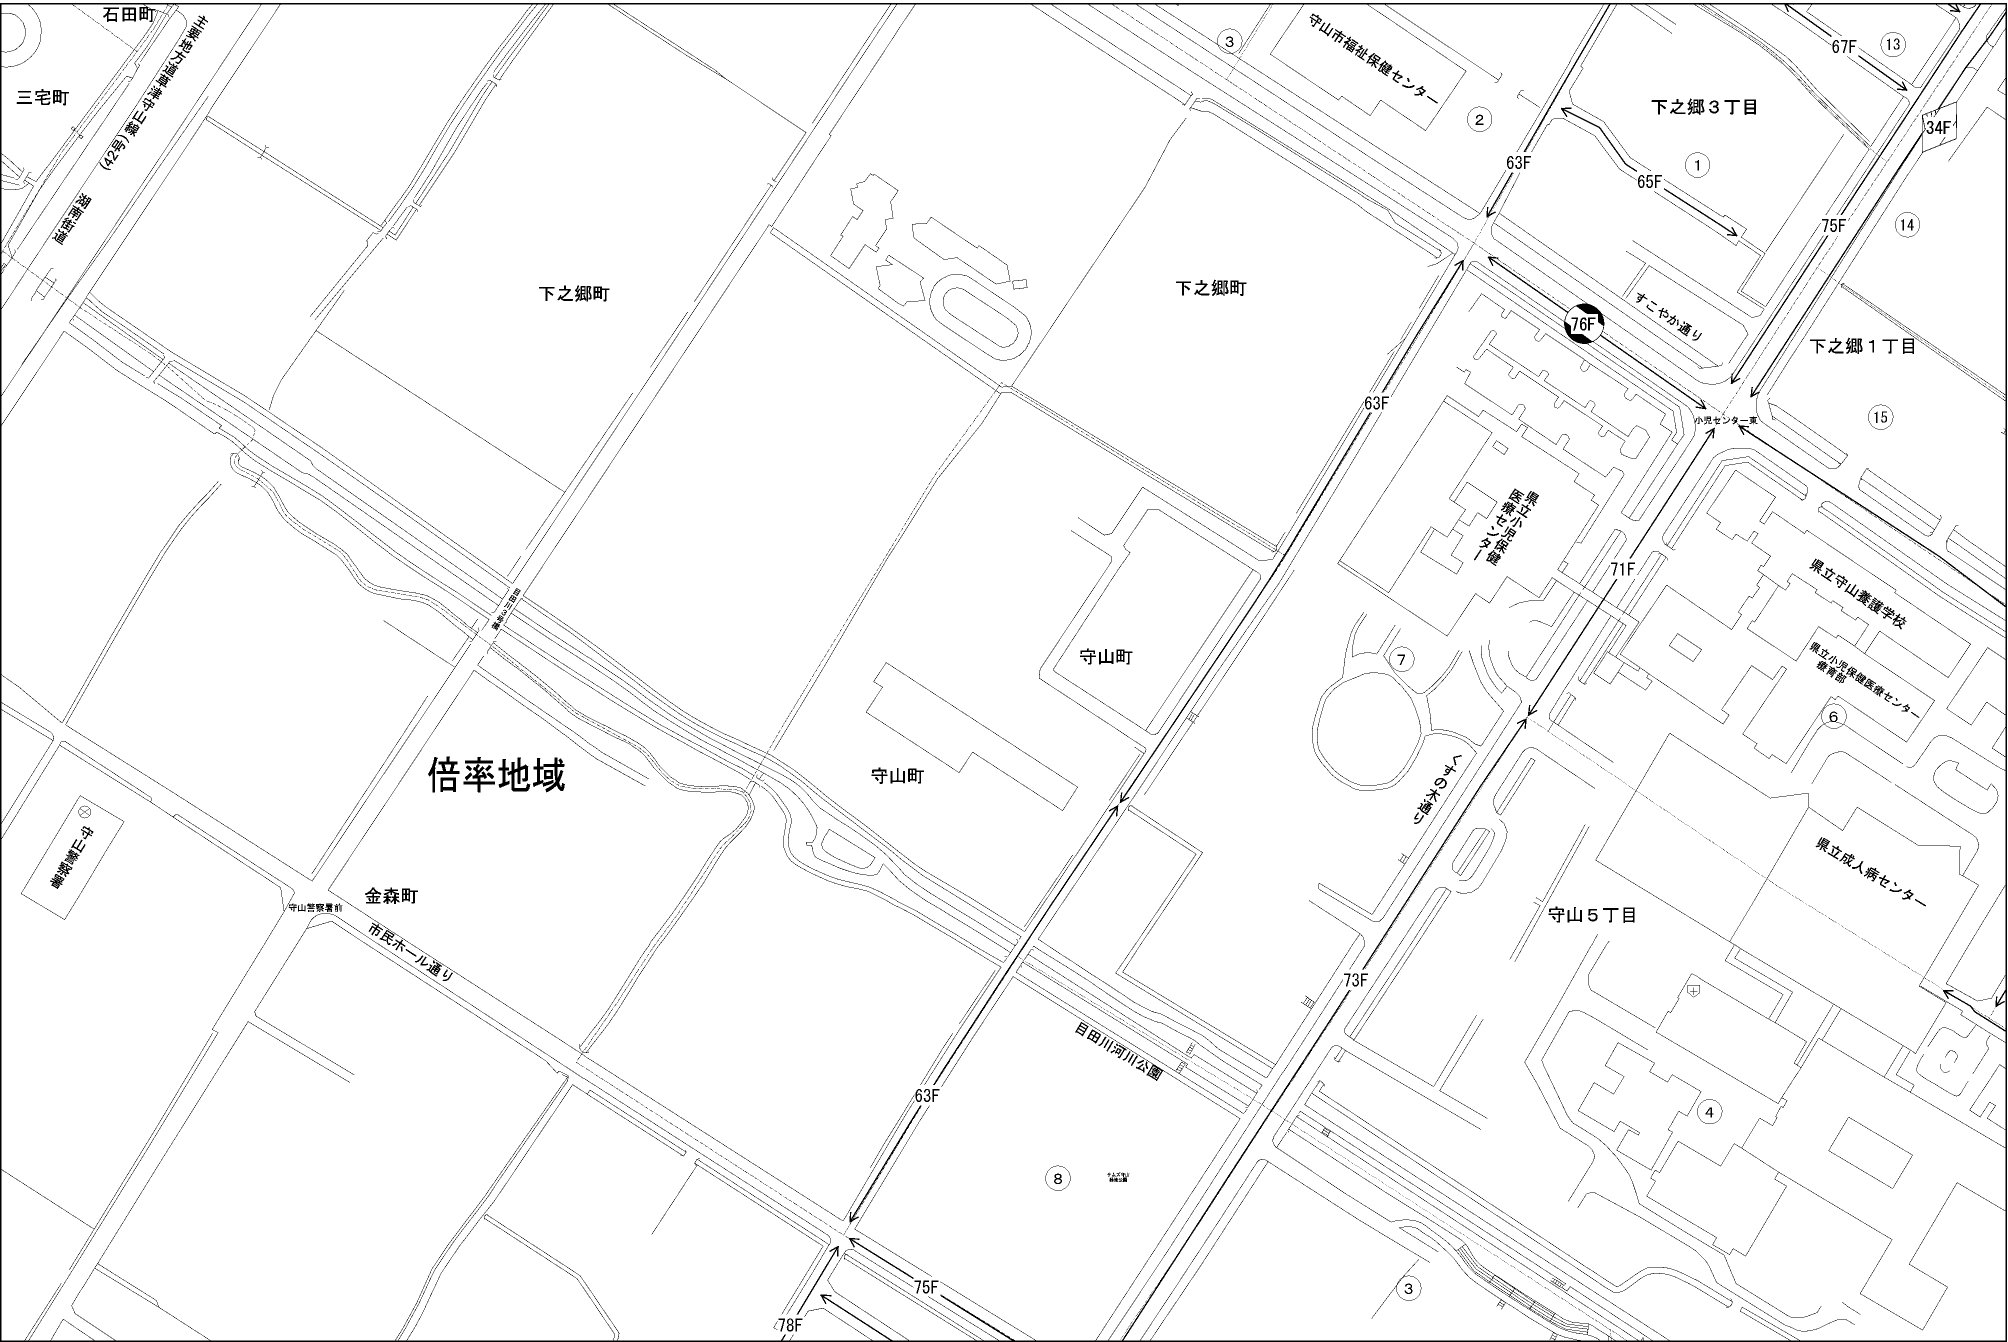 石田町
主要地方道草津守山線
(42号)
三宅町
湖南街道
3
守山市福祉保健センター
2
67F
13
下之郷3丁目
34F
1
63F
65F
75F
14
下之郷町
下之郷町
すこやか通り
76F
下之郷1丁目
63F
小児センター東
15
県立小児保健
医療センター
71F
県立守山養護学校
目田川3号橋
守山町
7
県立小児保健医療センター
療育部
6
倍率地域
守山町
くすの木通り
守山警察署
県立成人病センター
金森町
守山警察署前
守山5丁目
市民ホール通り
73F
目田川河川公園
63F
4
8
75F
3
78F